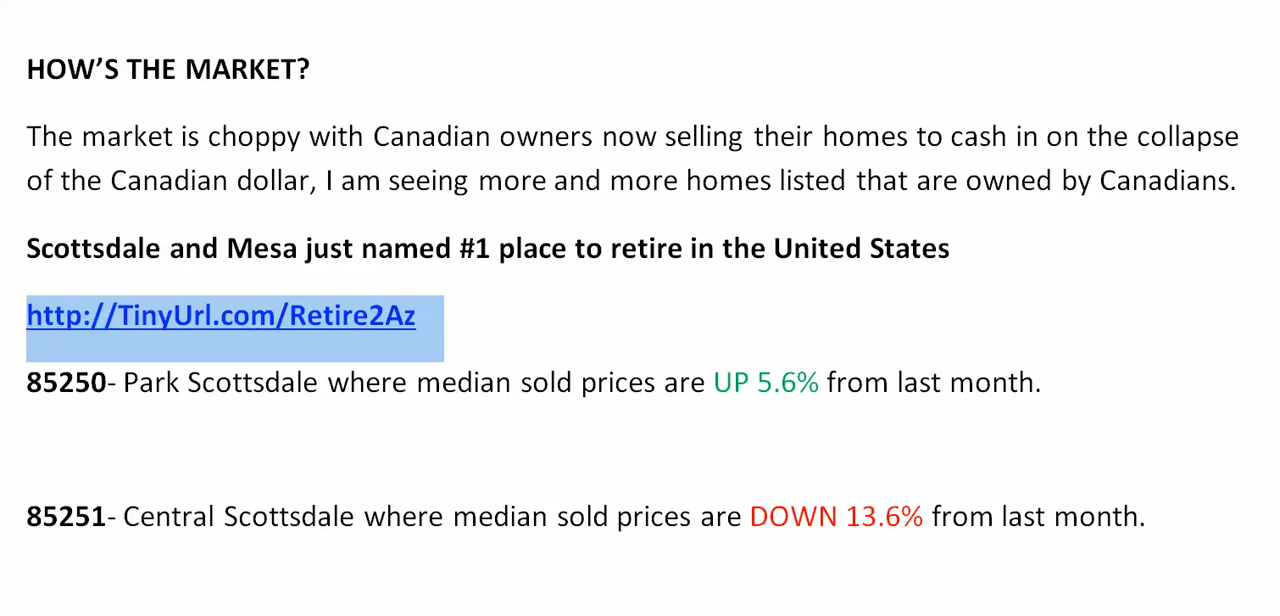 HOW’S THE MARKET?
The market is choppy with Canadian owners now selling their homes to cash in on the collapse
of the Canadian dollar, I am seeing more and more homes listed that are owned by Canadians.
Scottsdale and Mesa just named #1 place to retire in the United States
http://TinyUrl.com/Retire2Az
85250- Park Scottsdale where median sold prices are UP 5.6% from last month.
85251- Central Scottsdale where median sold prices are DOWN 13.6% from last month.